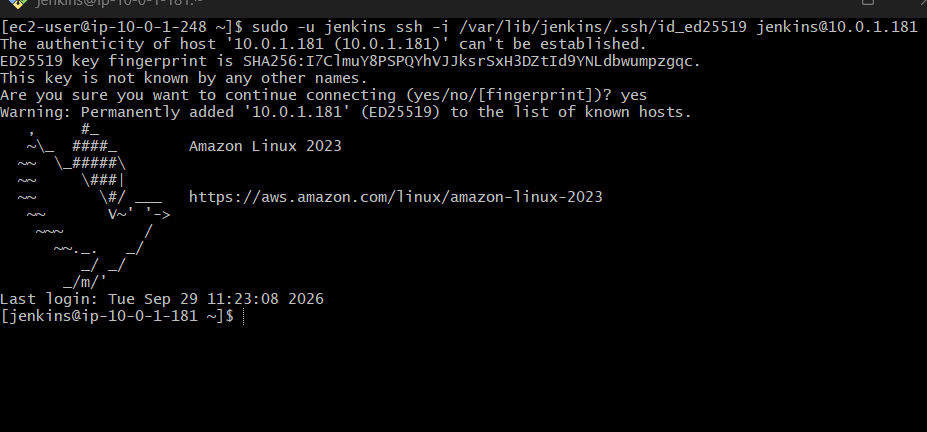 jenkins@ip-10-0-1-181:~
[ec2-user@ip-10-0-1-248 ~]$ sudo -u jenkins ssh -i /var/lib/jenkins/.ssh/id_ed25519 jenkins@10.0.1.181
The authenticity of host '10.0.1.181 (10.0.1.181)' can't be established.
ED25519 key fingerprint is SHA256:I7ClmuY8PSPQYhVJJksrSxH3DZtId9YNLdbwumpzgqc.
This key is not known by any other names.
Are you sure you want to continue connecting (yes/no/[fingerprint])? yes
Warning: Permanently added '10.0.1.181' (ED25519) to the list of known hosts.
   ,     #_
   ~\_  ####_        Amazon Linux 2023
  ~~  \_#####\
  ~~     \###|
  ~~       \#/ ___   https://aws.amazon.com/linux/amazon-linux-2023
   ~~       V~' '->
    ~~~         /
      ~~._.   _/
         _/ _/
       _/m/'
Last login: Tue Sep 29 11:23:08 2026
[jenkins@ip-10-0-1-181 ~]$